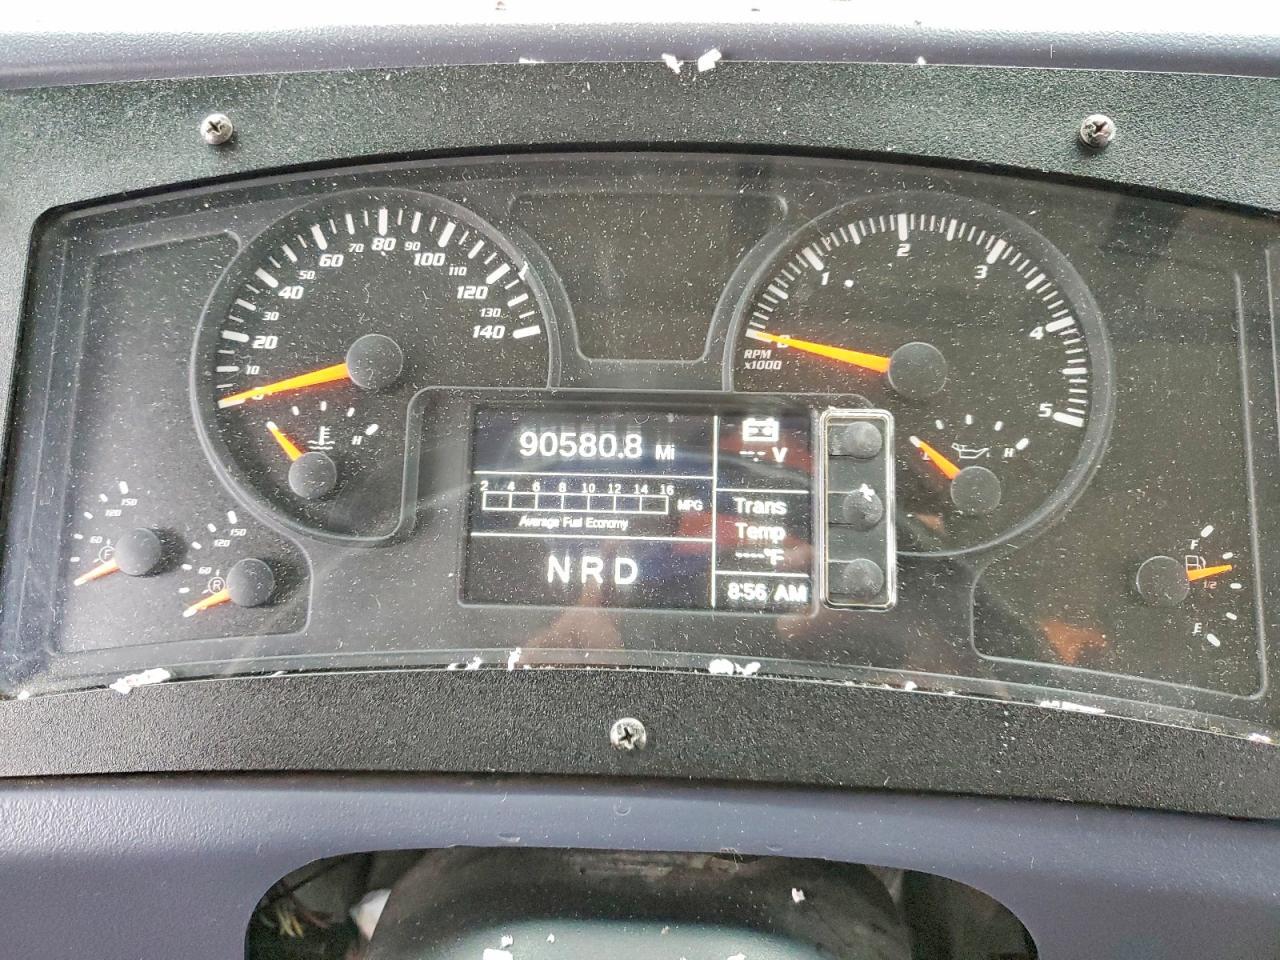 20
30
40
50
60
70
80
90
100
110
120
130
140
10
0
H
0
1
2
3
4
5
RPM
x1000
L
H
90580.8 Mi
2 4 6 8 10 12 14 16
MPG
Average Fuel Economy
N R D
--- V
Trans
Temp
----°F
8:56 AM
60
120
150
F
60
120
150
R
F
1/2
E